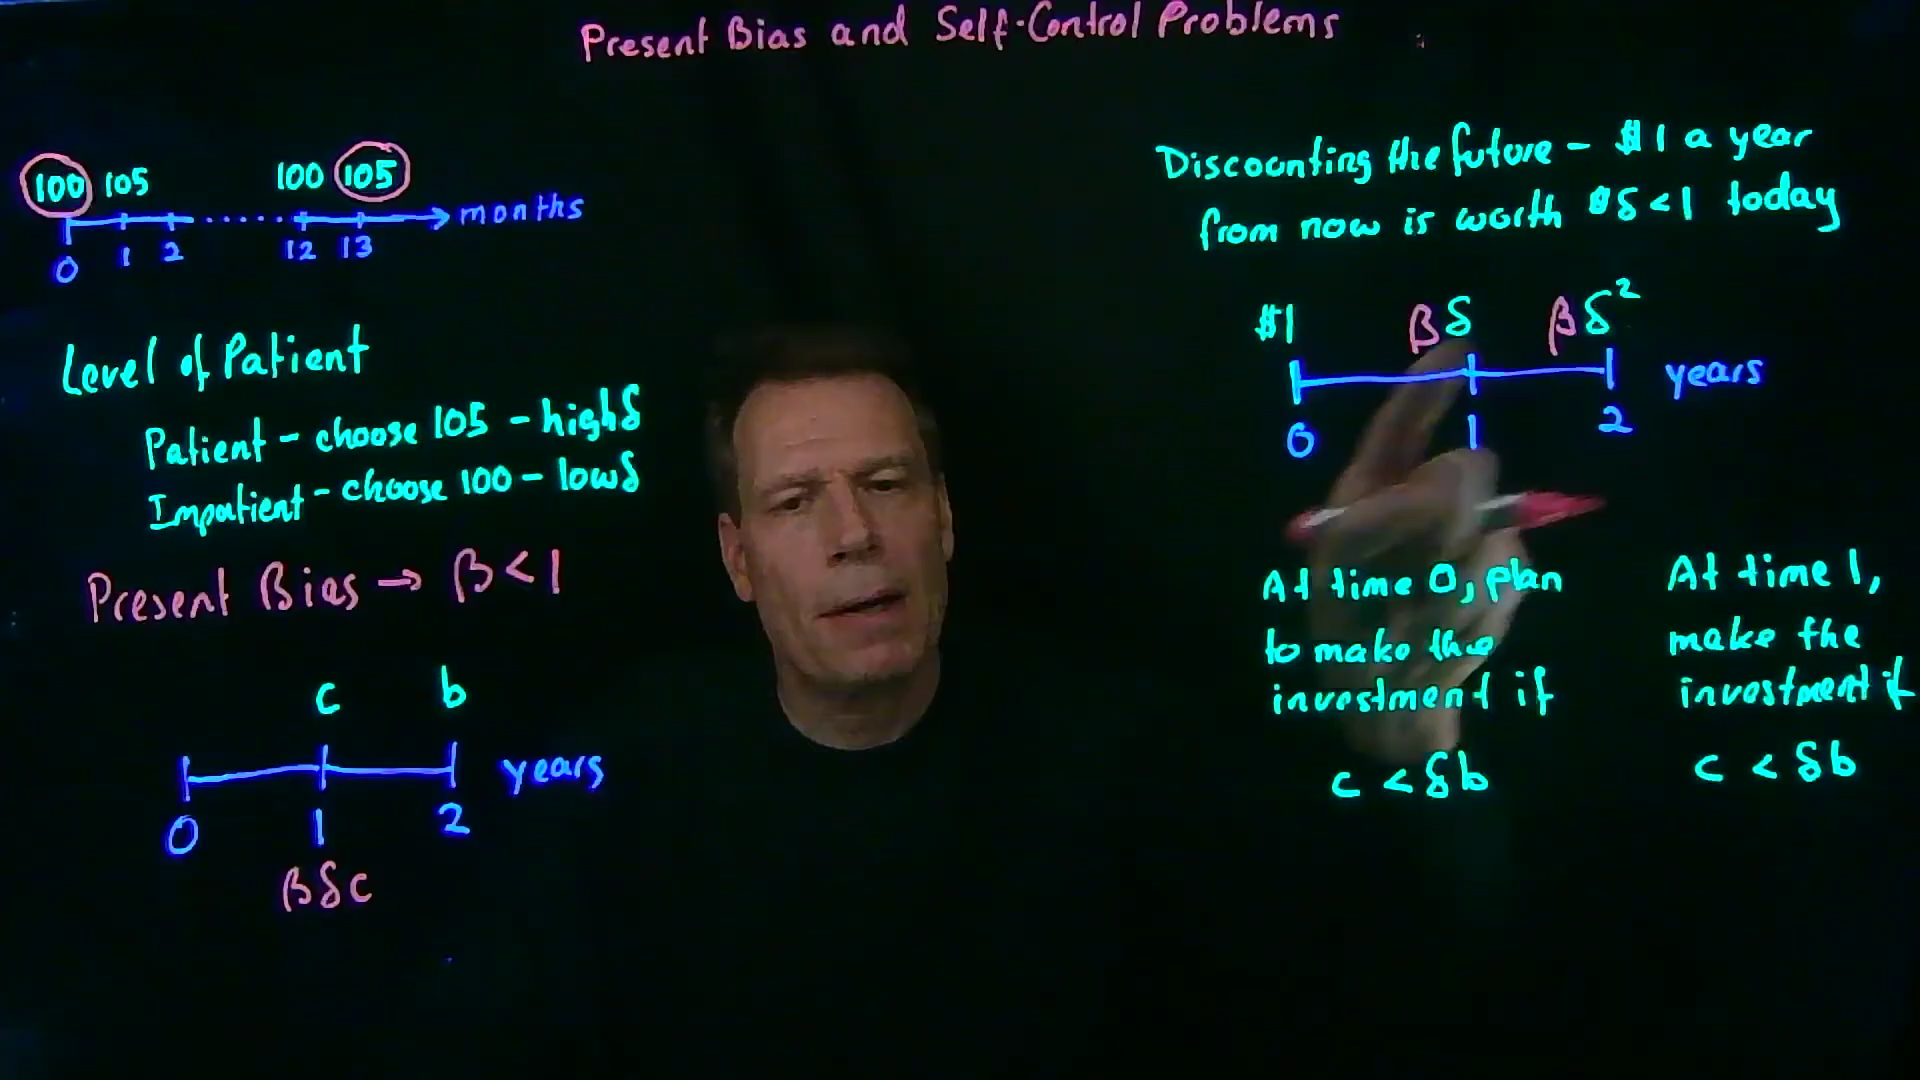 Present Bias and Self-Control Problems
100 105 100 105
months
0 1 2 12 13
Level of Patient
Patient - choose 105 - high δ
Impatient - choose 100 - low δ
Present Bias → β < 1
c b
years
0 1 2
βδc
Discounting the future - $1 a year
from now is worth $δ < 1 today
$1 βδ βδ²
years
0 1 2
At time 0, plan
to make the
investment if
c < δb
At time 1,
make the
investment if
c < δb